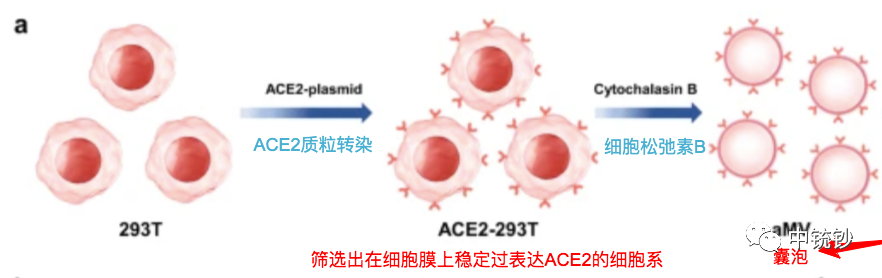 a
ACE2-plasmid
ACE2质粒转染
Cytochalasin B
细胞松弛素B
293T
ACE2-293T
aMV
筛选出在细胞膜上稳定过表达ACE2的细胞系
囊泡
中铳钞